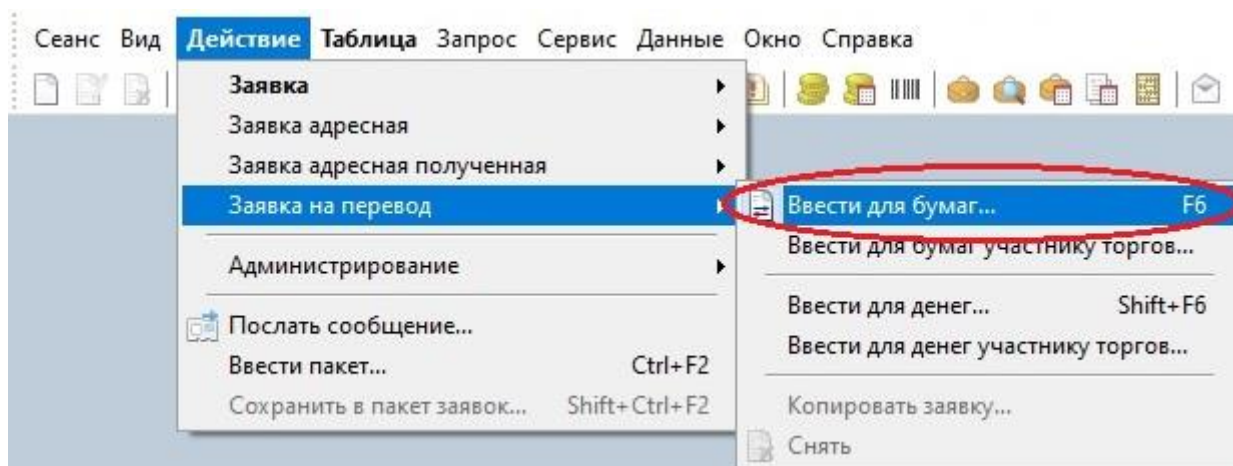 Сеанс Вид Действие Таблица Запрос Сервис Данные Окно Справка
Заявка
Заявка адресная
Заявка адресная полученная
Заявка на перевод
Администрирование
Послать сообщение...
Ввести пакет... Ctrl+F2
Сохранить в пакет заявок... Shift+Ctrl+F2
Ввести для бумаг... F6
Ввести для бумаг участнику торгов...
Ввести для денег... Shift+F6
Ввести для денег участнику торгов...
Копировать заявку...
Снять